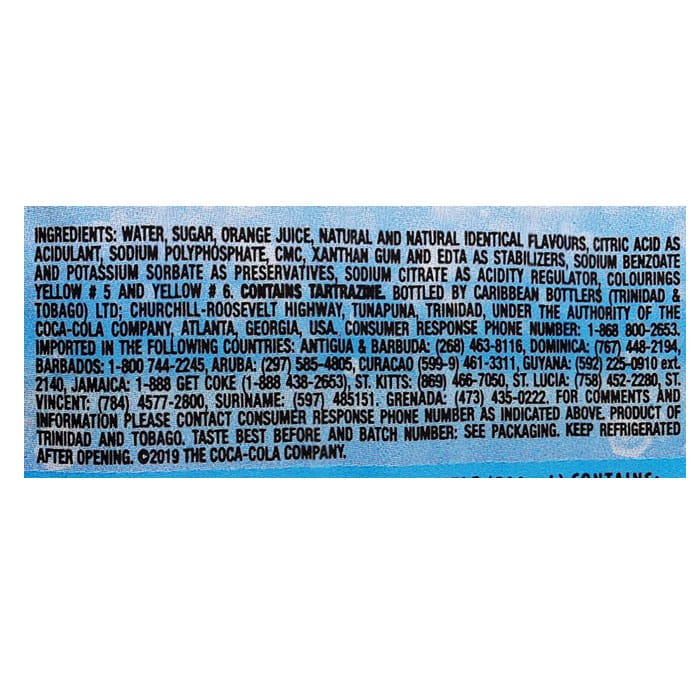 INGREDIENTS: WATER, SUGAR, ORANGE JUICE, NATURAL AND NATURAL IDENTICAL FLAVOURS, CITRIC ACID AS
ACIDULANT, SODIUM POLYPHOSPHATE, CMC, XANTHAN GUM AND EDTA AS STABILIZERS, SODIUM BENZOATE
AND POTASSIUM SORBATE AS PRESERVATIVES, SODIUM CITRATE AS ACIDITY REGULATOR, COLOURINGS
YELLOW # 5 AND YELLOW # 6. CONTAINS TARTRAZINE. BOTTLED BY CARIBBEAN BOTTLERS (TRINIDAD &
TOBAGO) LTD; CHURCHILL-ROOSEVELT HIGHWAY, TUNAPUNA, TRINIDAD, UNDER THE AUTHORITY OF THE
COCA-COLA COMPANY, ATLANTA, GEORGIA, USA. CONSUMER RESPONSE PHONE NUMBER: 1-868 800-2653.
IMPORTED IN THE FOLLOWING COUNTRIES: ANTIGUA & BARBUDA: (268) 463-8116, DOMINICA: (767) 448-2194,
BARBADOS: 1-800 744-2245, ARUBA: (297) 585-4805, CURACAO (599-9) 461-3311, GUYANA: (592) 225-0910 ext.
2140, JAMAICA: 1-888 GET COKE (1-888 438-2653), ST. KITTS: (869) 466-7050, ST. LUCIA: (758) 452-2280, ST.
VINCENT: (784) 4577-2800, SURINAME: (597) 485151. GRENADA: (473) 435-0222. FOR COMMENTS AND
INFORMATION PLEASE CONTACT CONSUMER RESPONSE PHONE NUMBER AS INDICATED ABOVE. PRODUCT OF
TRINIDAD AND TOBAGO. TASTE BEST BEFORE AND BATCH NUMBER: SEE PACKAGING. KEEP REFRIGERATED
AFTER OPENING. ©2019 THE COCA-COLA COMPANY.
CONTAINS: